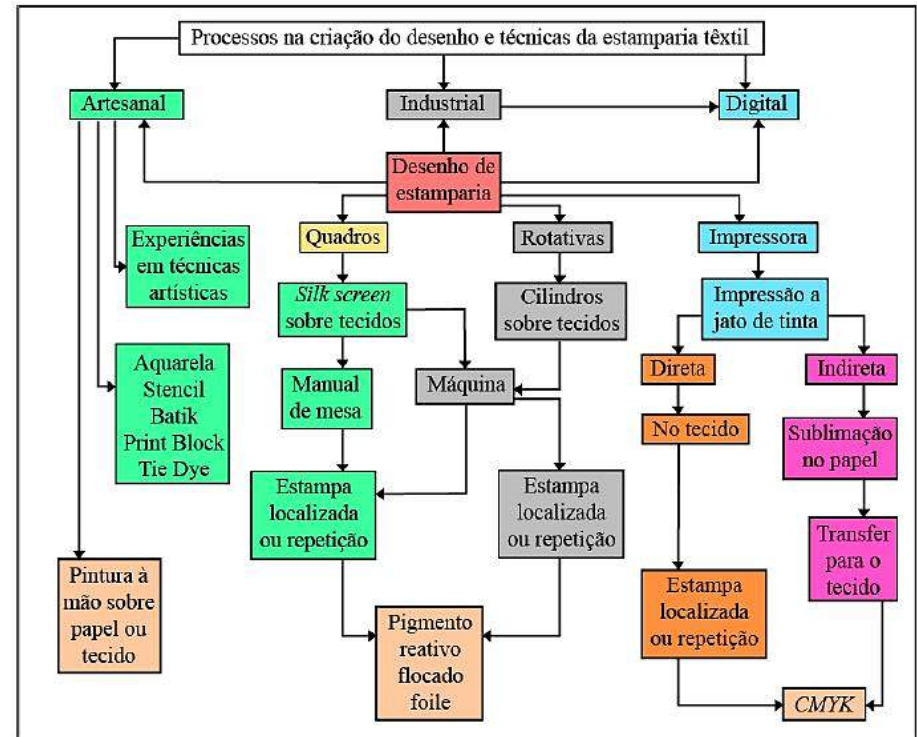 Processos na criação do desenho e técnicas da estamparia têxtil
Artesanal
Industrial
Digital
Desenho de
estamparia
Quadros
Rotativas
Impressora
Experiências
em técnicas
artísticas
Silk screen
sobre tecidos
Cilindros
sobre tecidos
Impressão a
jato de tinta
Aquarela
Stencil
Batik
Print Block
Tie Dye
Manual
de mesa
Máquina
Direta
Indireta
No tecido
Sublimação
no papel
Estampa
localizada
ou repetição
Estampa
localizada
ou repetição
Transfer
para o
tecido
Pintura à
mão sobre
papel ou
tecido
Estampa
localizada
ou repetição
Pigmento
reativo
flocado
foile
CMYK